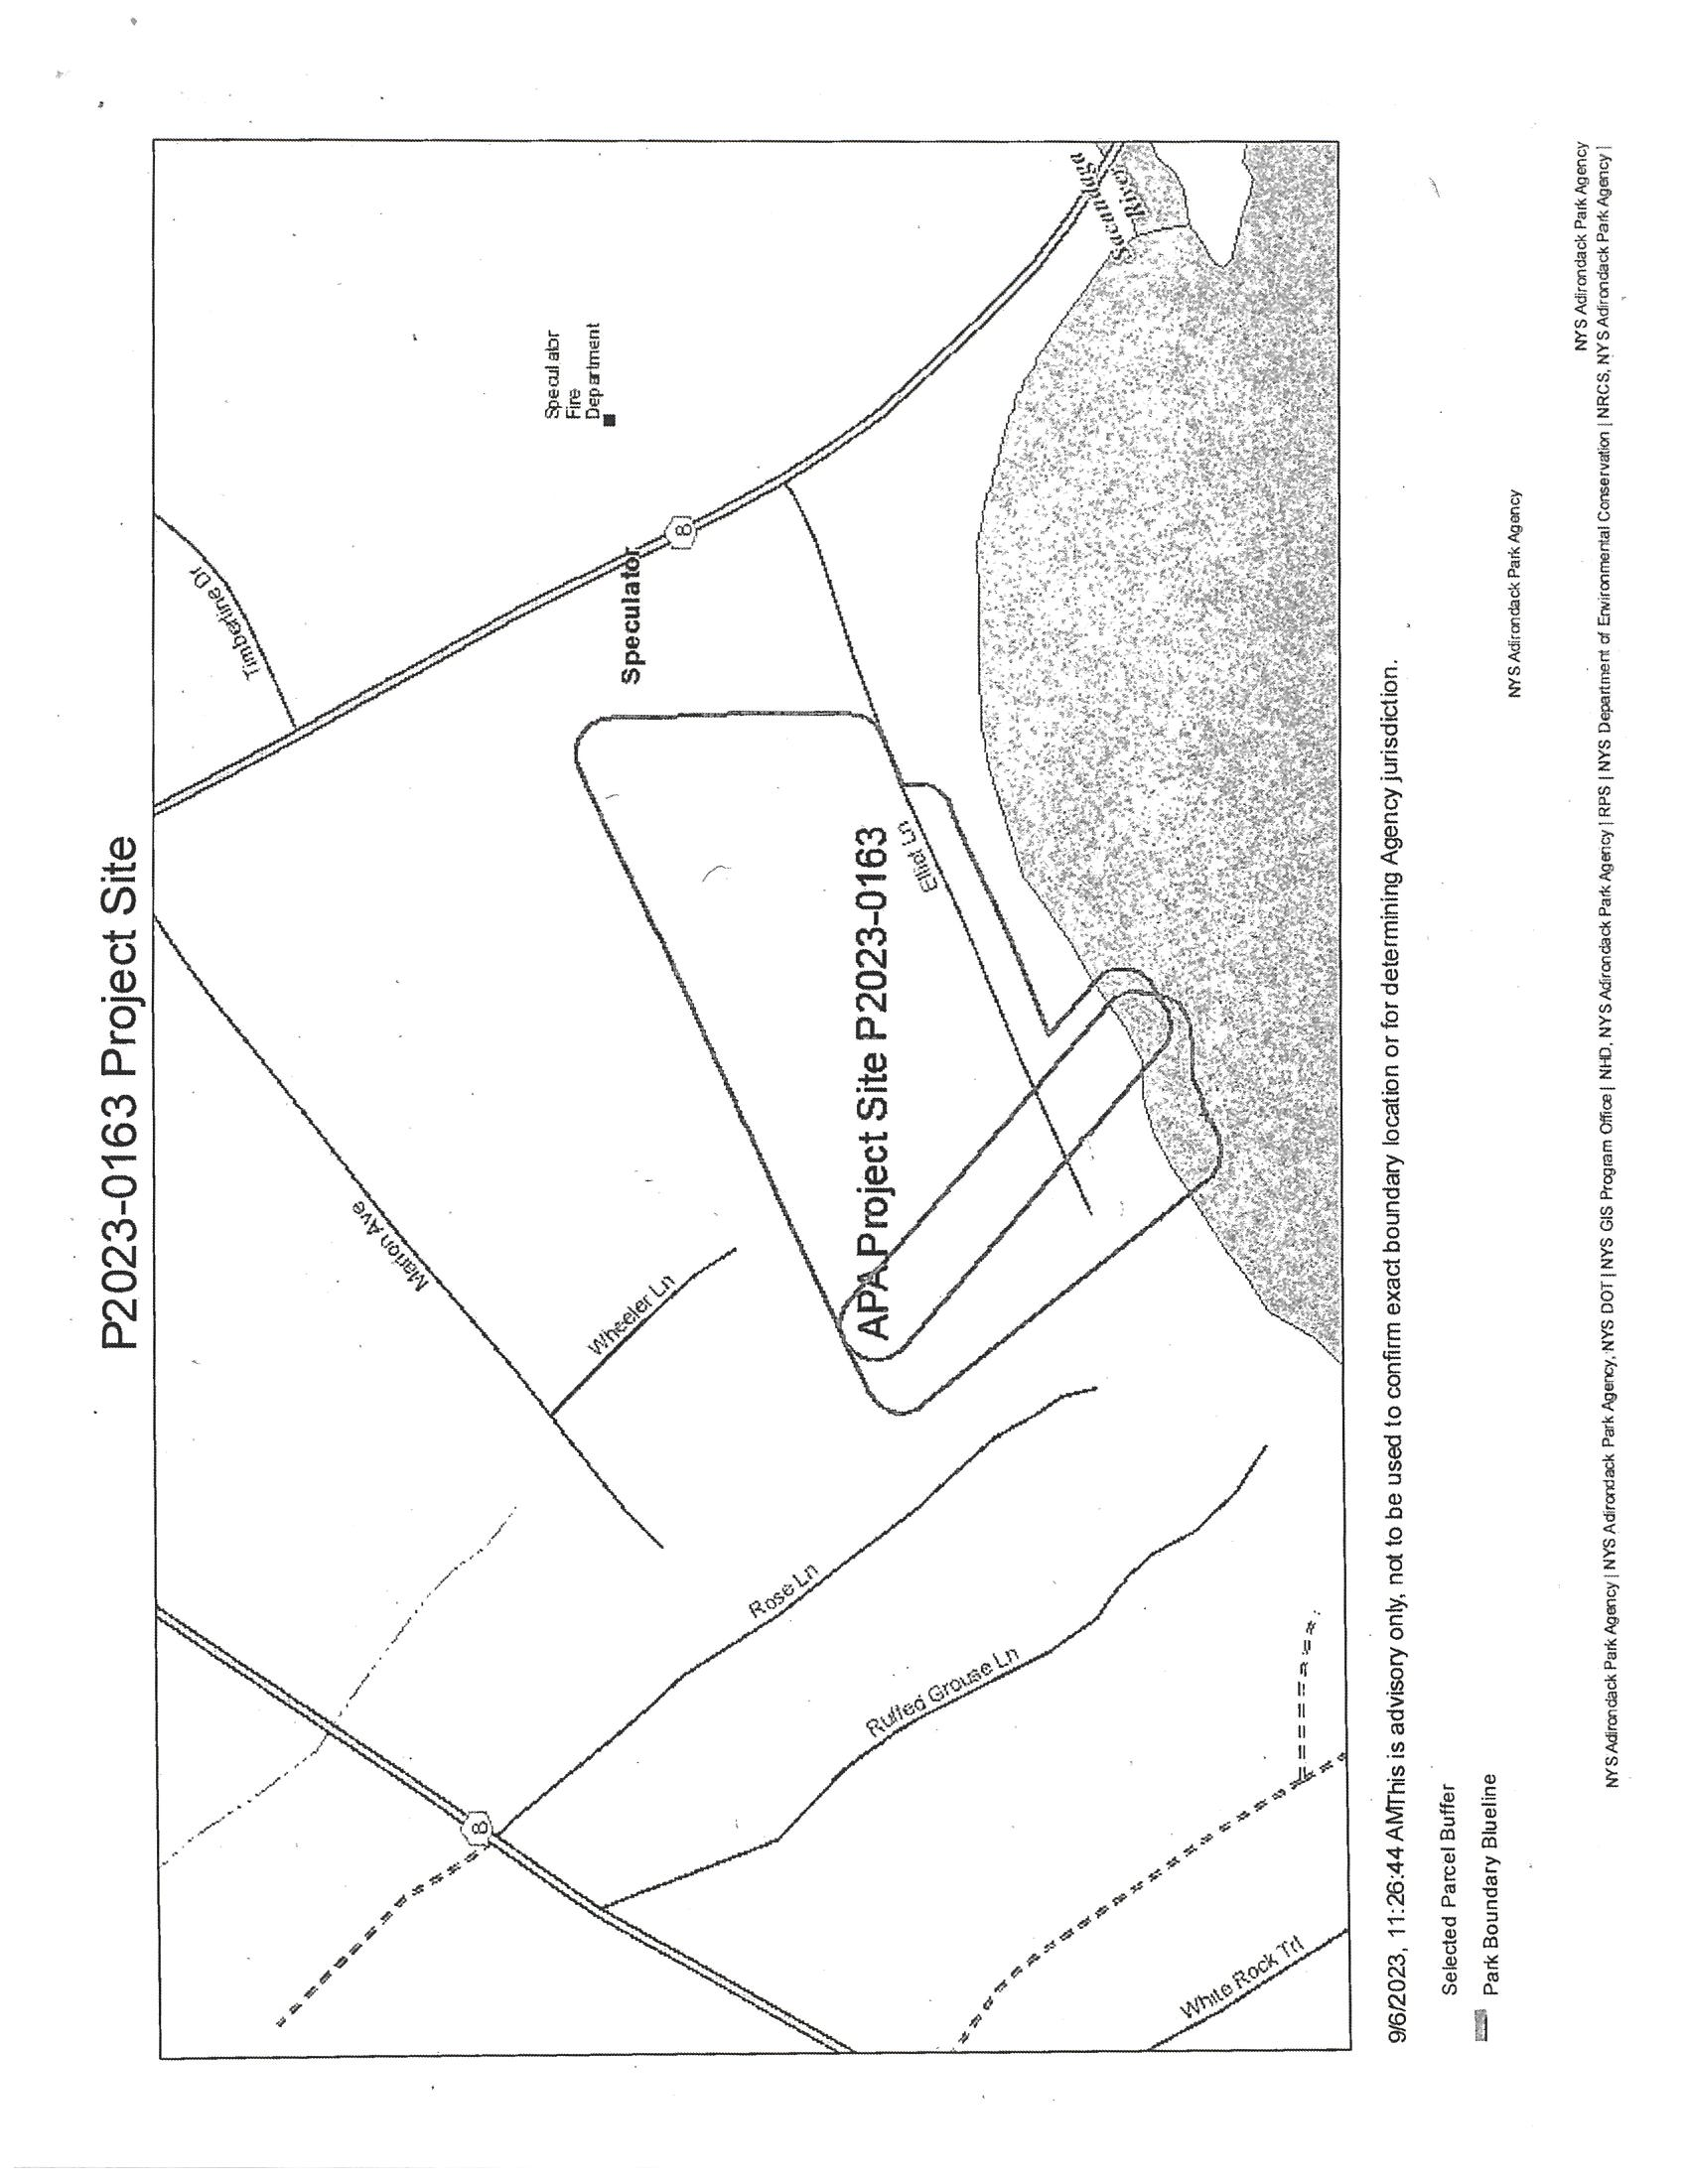 P2023-0163 Project Site
Timberline Dr
Marion Ave
Speculator
Fire
Department
8
Speculator
Wheeler Ln
Sacandaga
River
Elliot Ln
APA Project Site P2023-0163
8
Rose Ln
Ruffed Grouse Ln
White Rock Trl
9/6/2023, 11:26:44 AMThis is advisory only, not to be used to confirm exact boundary location or for determining Agency jurisdiction.
Selected Parcel Buffer
Park Boundary Blueline
NYS Adirondack Park Agency
NYS Adirondack Park Agency
NYS Adirondack Park Agency | NYS Adirondack Park Agency, NYS DOT | NYS GIS Program Office | NHD, NYS Adirondack Park Agency | RPS | NYS Department of Environmental Conservation | NRCS, NYS Adirondack Park Agency |